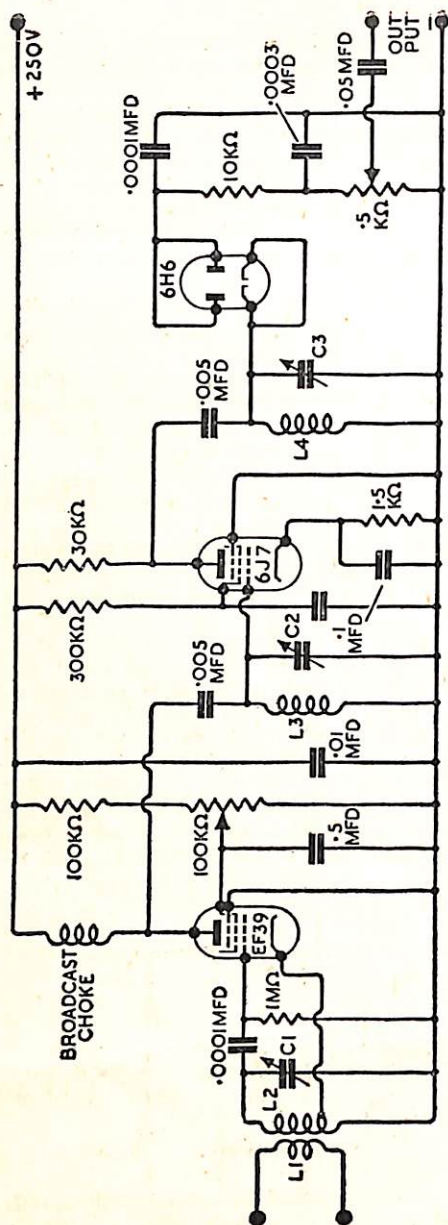 +250V
BROADCAST
CHOKE
100KΩ
300KΩ
30KΩ
.0001MFD
.005
MFD
.005
MFD
6H6
10KΩ
.0003
MFD
.05MFD
OUT
PUT
100KΩ
.0001MFD
EF39
6J7
1MΩ
L1
L2
C1
.5
MFD
.01
MFD
L3
C2
.1
MFD
1.5
KΩ
L4
C3
.5
KΩ